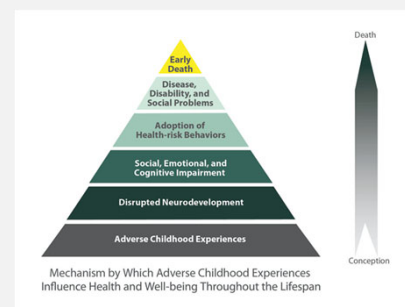 Death
Early
Death
Disease,
Disability, and
Social Problems
Adoption of
Health-risk Behaviors
Social, Emotional, and
Cognitive Impairment
Disrupted Neurodevelopment
Adverse Childhood Experiences
Conception
Mechanism by Which Adverse Childhood Experiences
Influence Health and Well-being Throughout the Lifespan